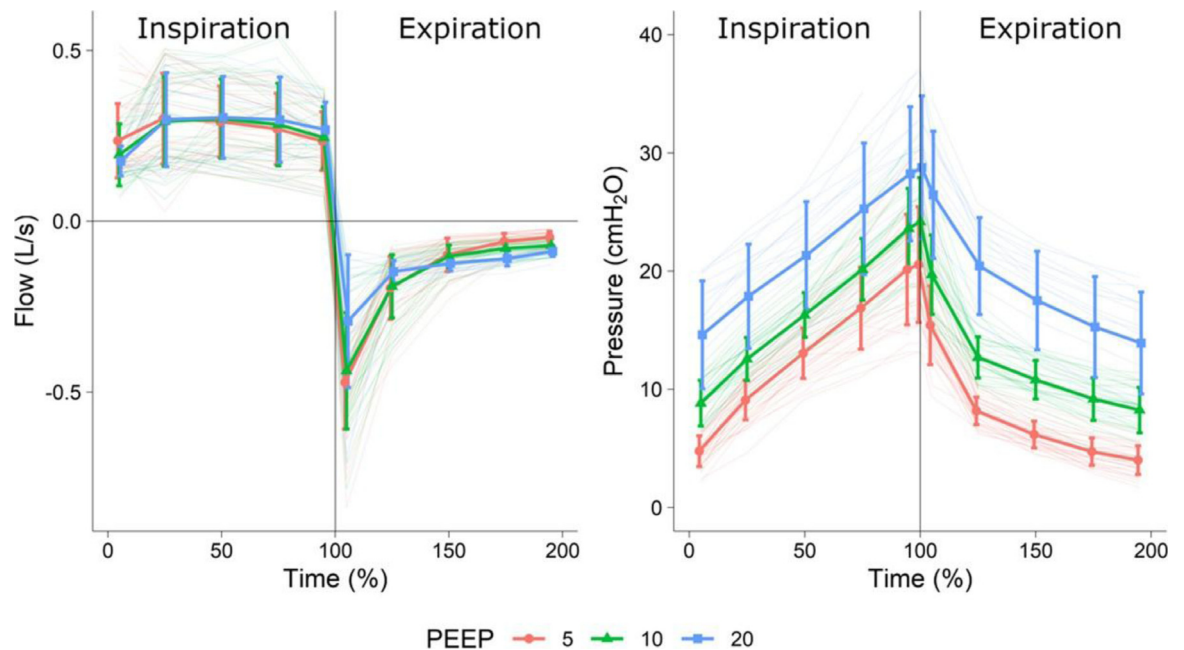 Inspiration Expiration
Flow (L/s)
0.5
0.0
-0.5
0 50 100 150 200
Time (%)
Inspiration Expiration
Pressure (cmH₂O)
40
30
20
10
0
0 50 100 150 200
Time (%)
PEEP 5 10 20